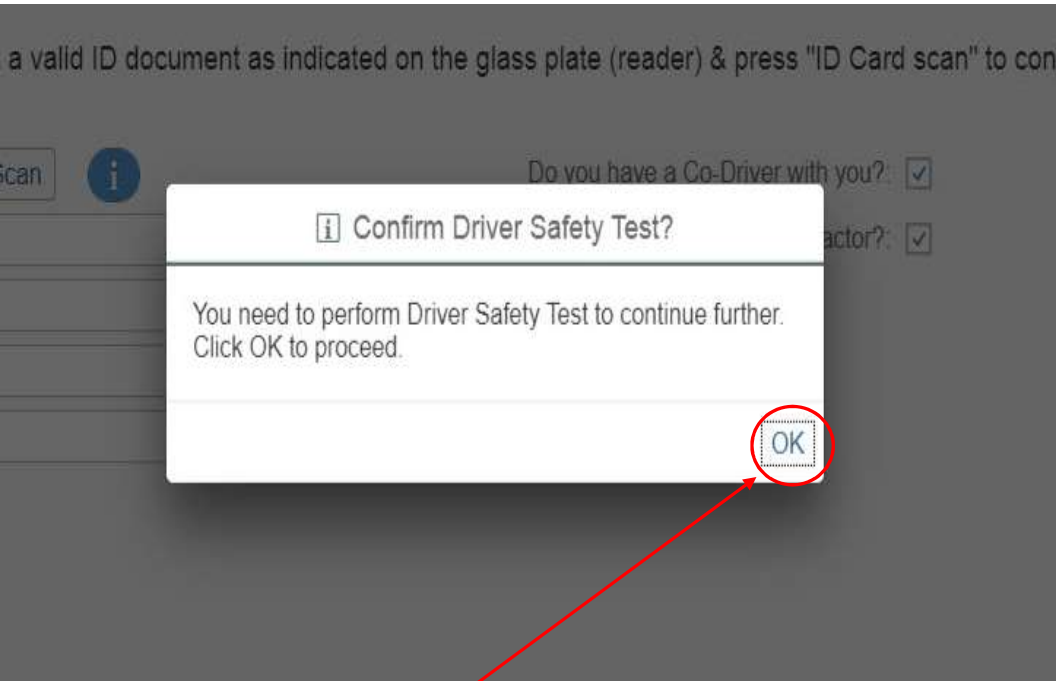 a valid ID document as indicated on the glass plate (reader) & press "ID Card scan" to con
Scan
i
Do you have a Co-Driver with you?:
actor?:
i Confirm Driver Safety Test?
You need to perform Driver Safety Test to continue further.
Click OK to proceed.
OK